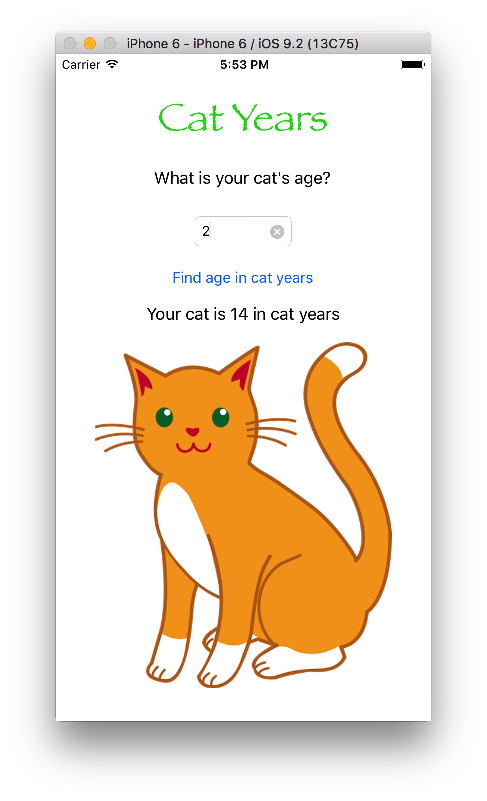 iPhone 6 - iPhone 6 / iOS 9.2 (13C75)
Carrier 5:53 PM
Cat Years
What is your cat's age?
2
Find age in cat years
Your cat is 14 in cat years